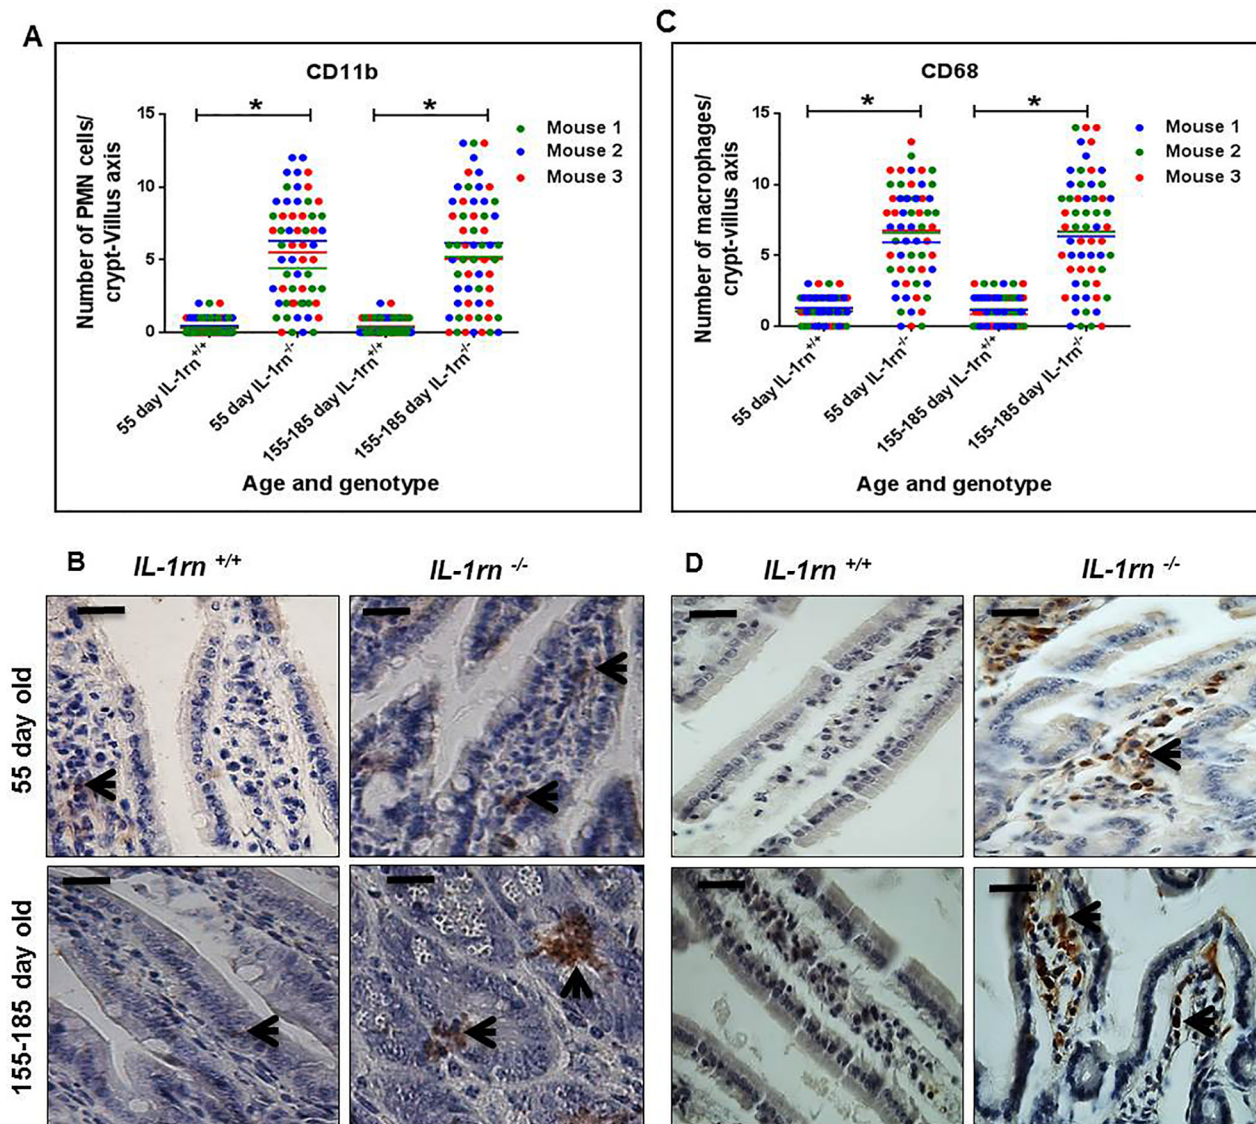 A
CD11b
Number of PMN cells/
crypt-Villus axis
15
10
5
0
*
*
Mouse 1
Mouse 2
Mouse 3
55 day IL-1rn+/+
55 day IL-1rn-/-
155-185 day IL-1rn+/+
155-185 day IL-1rn-/-
Age and genotype
C
CD68
Number of macrophages/
crypt-villus axis
15
10
5
0
*
*
Mouse 1
Mouse 2
Mouse 3
55 day IL-1rn+/+
55 day IL-1rn-/-
155-185 day IL-1rn+/+
155-185 day IL-1rn-/-
Age and genotype
B
IL-1rn +/+
IL-1rn -/-
55 day old
155-185 day old
D
IL-1rn +/+
IL-1rn -/-